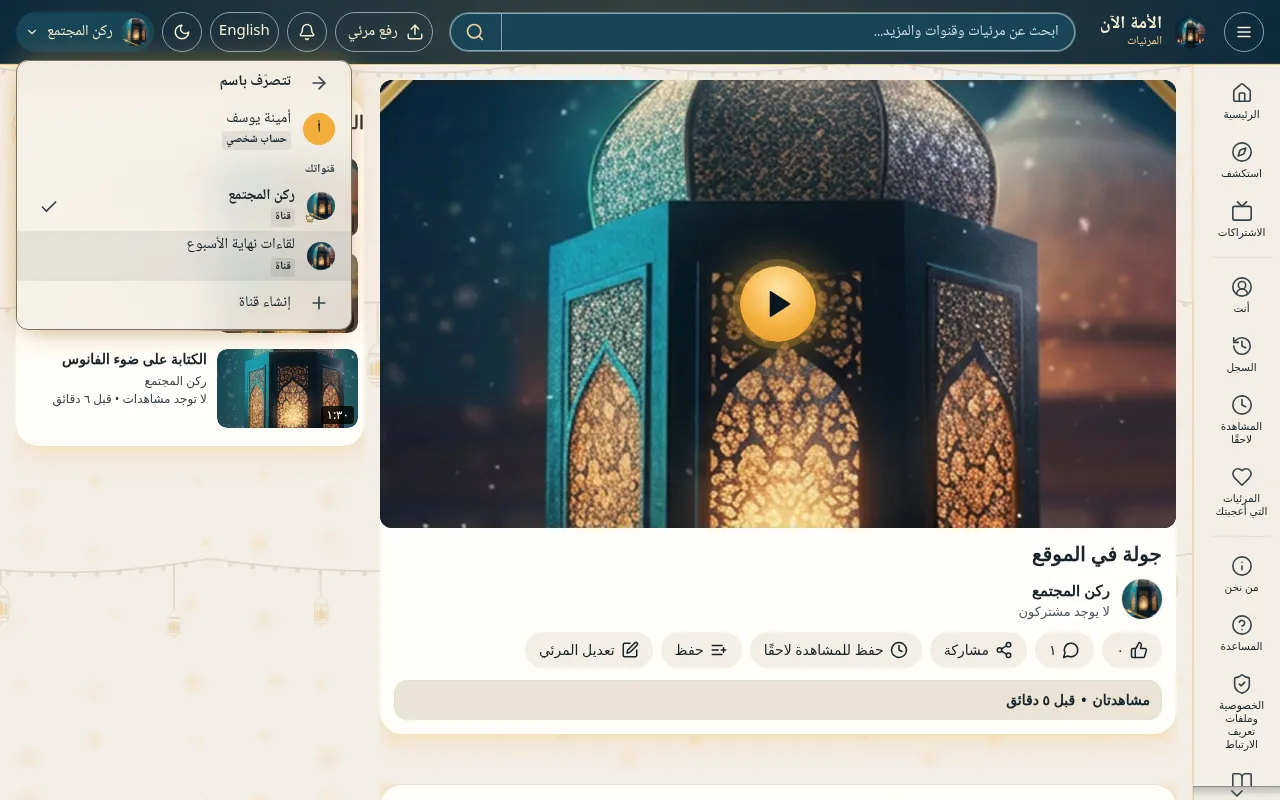 الأمة الآن
المرئيات
ابحث عن مرئيات وقنوات والمزيد...
رفع مرئي
English
ركن المجتمع
الرئيسية
استكشف
الاشتراكات
أنت
السجل
المشاهدة
لاحقًا
المرئيات
التي أعجبتك
من نحن
المساعدة
الخصوصية
وملفات
تعريف
الارتباط
جولة في الموقع
ركن المجتمع
لا يوجد مشتركون
٠
١
مشاركة
حفظ للمشاهدة لاحقًا
حفظ
تعديل المرئي
مشاهدتان • قبل ٥ دقائق
تتصرّف باسم
أ
أمينة يوسف
حساب شخصي
قنواتك
ركن المجتمع
قناة
لقاءات نهاية الأسبوع
قناة
إنشاء قناة
الكتابة على ضوء الفانوس
ركن المجتمع
لا توجد مشاهدات • قبل ٦ دقائق
١:٣٠